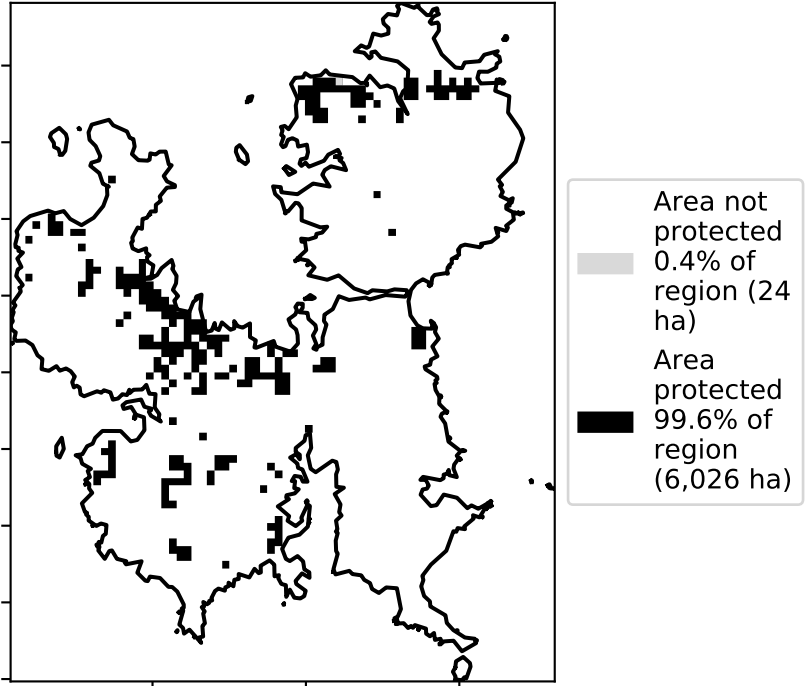 Area not
protected
0.4% of
region (24
ha)
Area
protected
99.6% of
region
(6,026 ha)